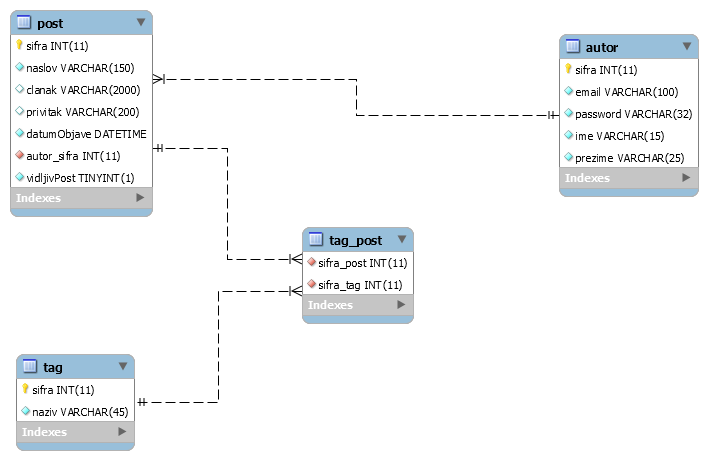 post
sifra INT(11)
naslov VARCHAR(150)
clanak VARCHAR(2000)
privitak VARCHAR(200)
datumObjave DATETIME
autor_sifra INT(11)
vidljivPost TINYINT(1)
Indexes
autor
sifra INT(11)
email VARCHAR(100)
password VARCHAR(32)
ime VARCHAR(15)
prezime VARCHAR(25)
Indexes
tag_post
sifra_post INT(11)
sifra_tag INT(11)
Indexes
tag
sifra INT(11)
naziv VARCHAR(45)
Indexes